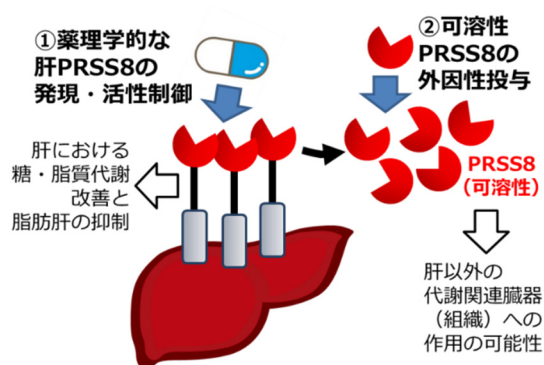 ①薬理学的な
肝PRSS8の
発現・活性制御
②可溶性
PRSS8の
外因性投与
肝における
糖・脂質代謝
改善と
脂肪肝の抑制
PRSS8
（可溶性）
肝以外の
代謝関連臓器
（組織）への
作用の可能性